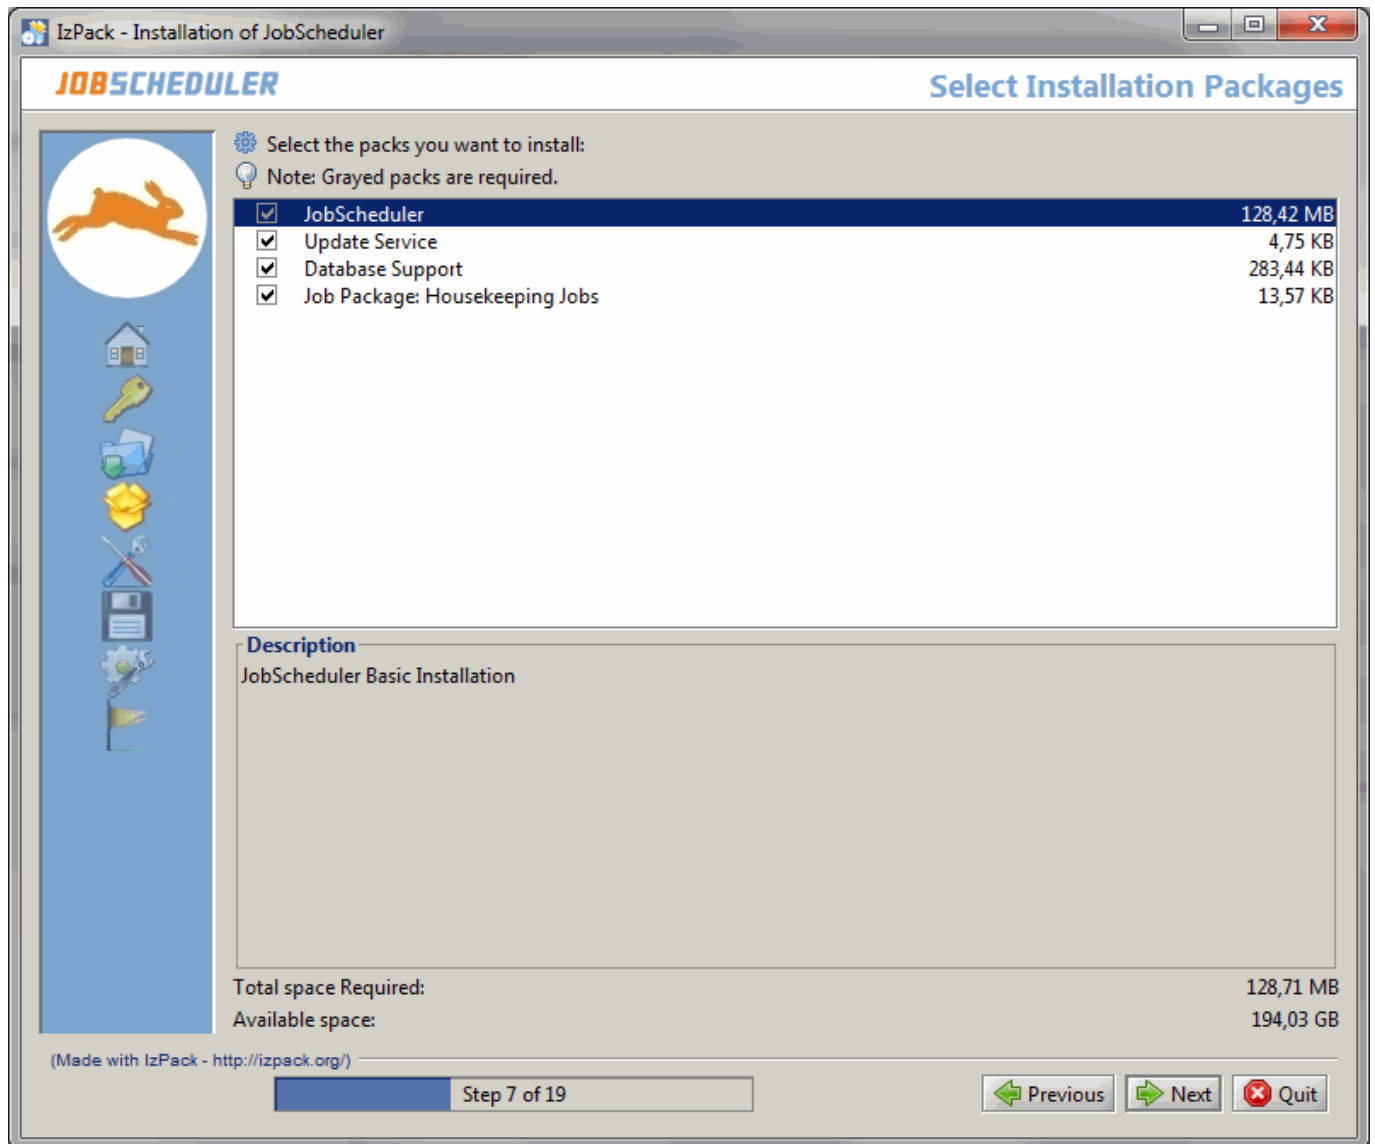 IzPack - Installation of JobScheduler
JOBSCHEDULER
Select Installation Packages
Select the packs you want to install:
Note: Grayed packs are required.
JobScheduler 128,42 MB
Update Service 4,75 KB
Database Support 283,44 KB
Job Package: Housekeeping Jobs 13,57 KB
Description
JobScheduler Basic Installation
Total space Required: 128,71 MB
Available space: 194,03 GB
(Made with IzPack - http://izpack.org/)
Step 7 of 19
Previous
Next
Quit